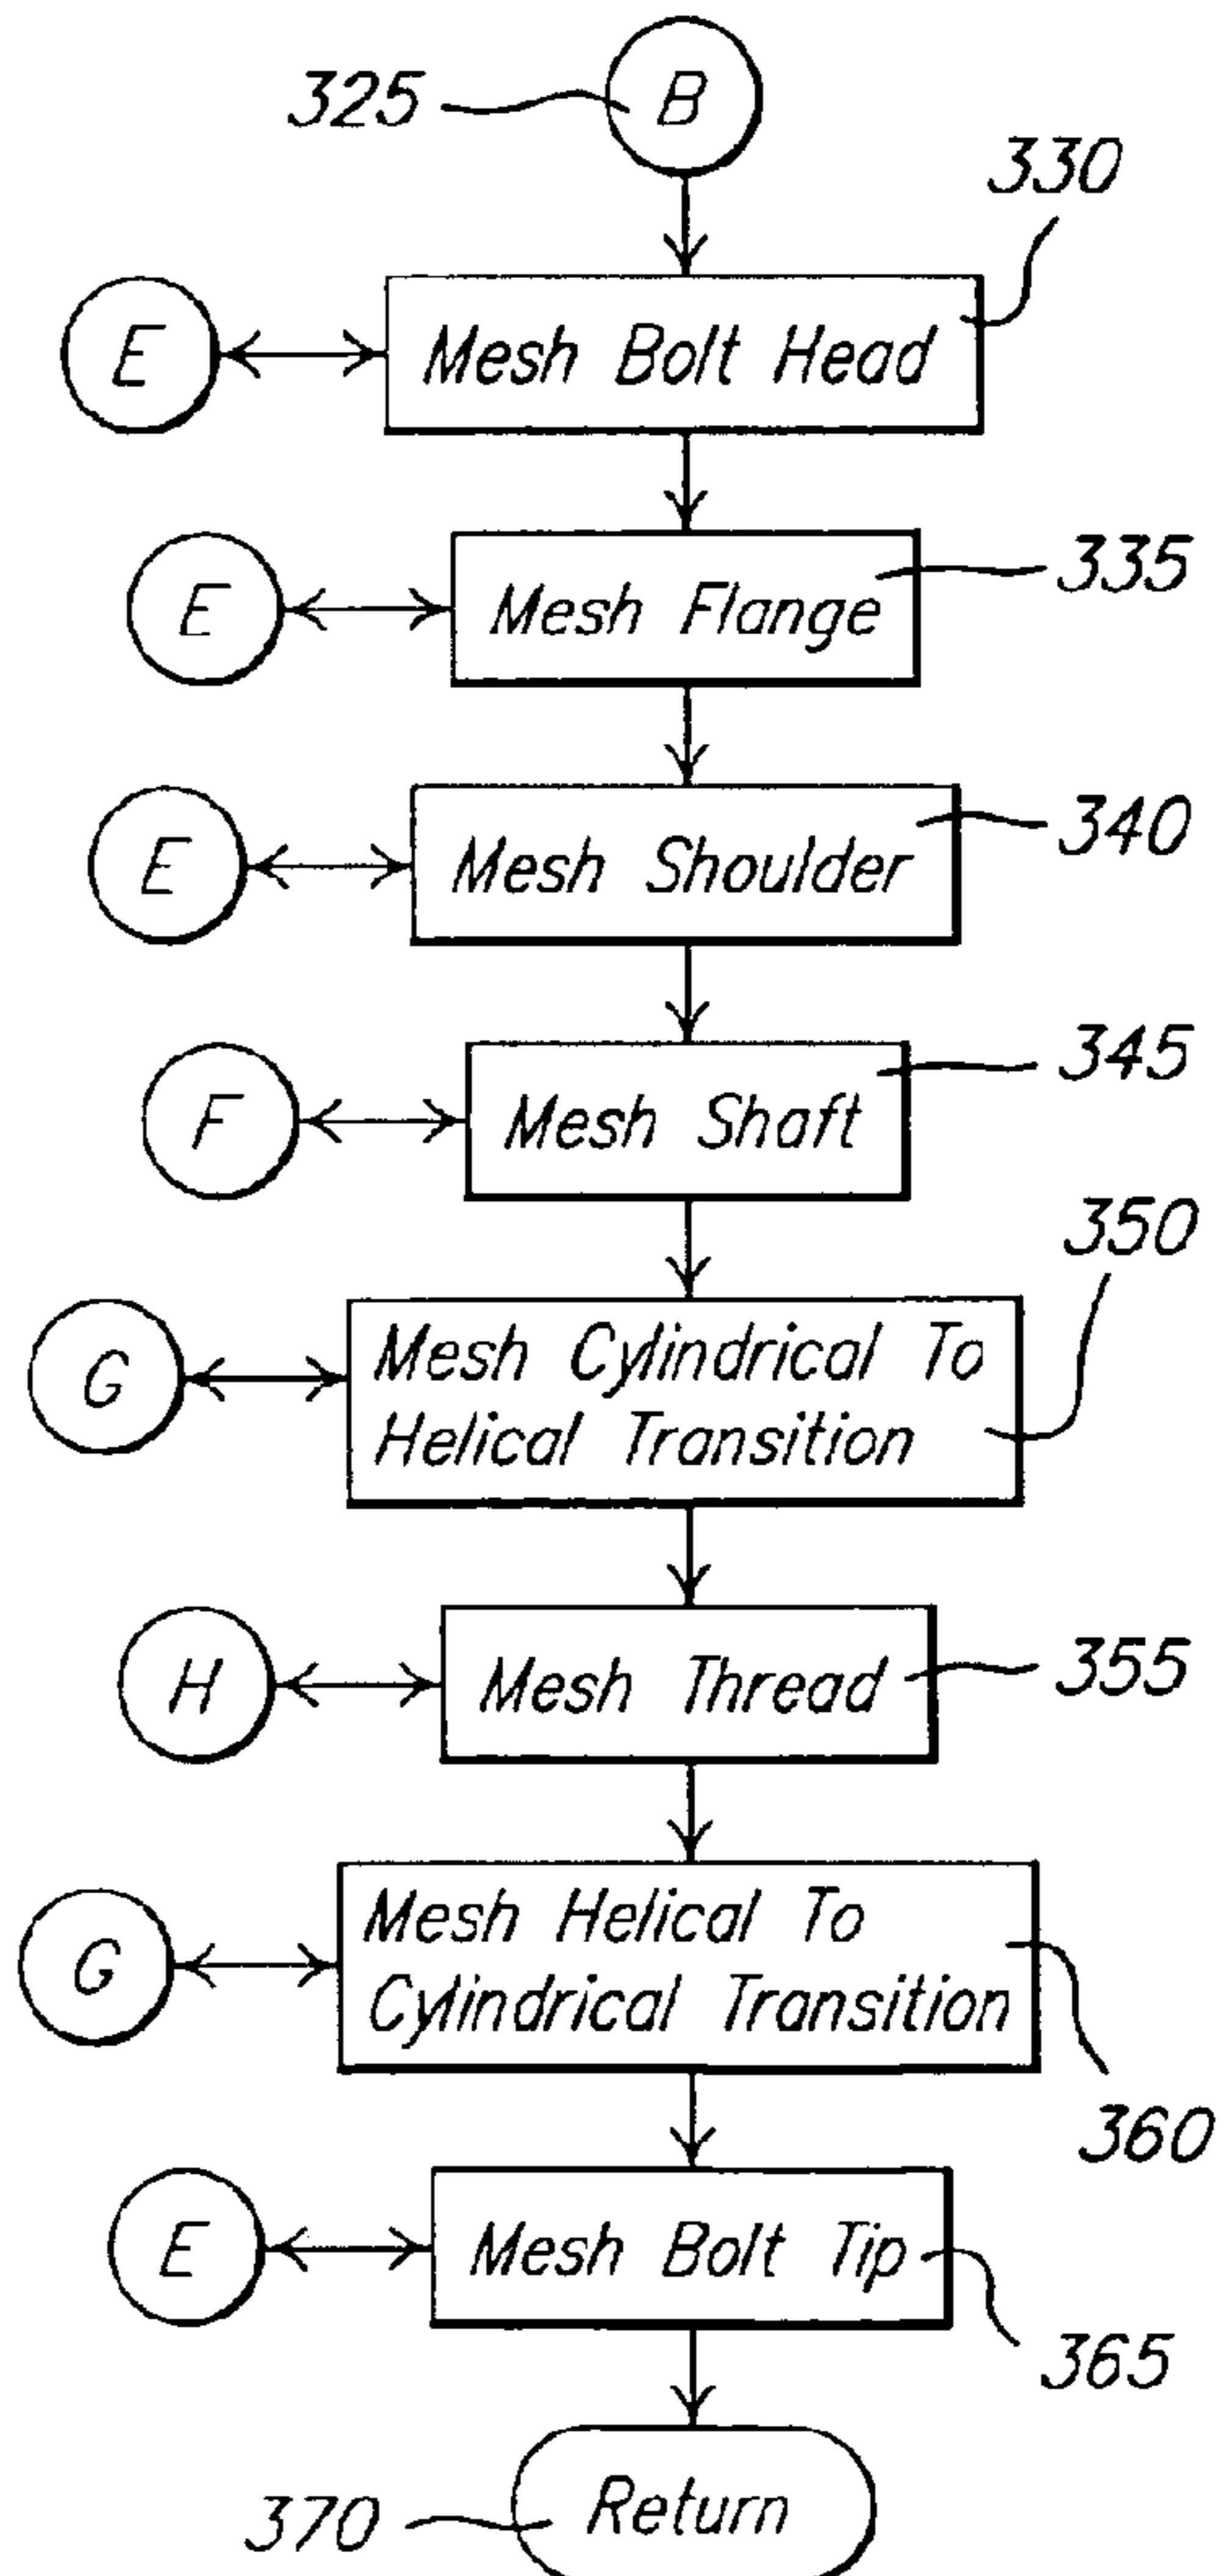 325
B
330
E
Mesh Bolt Head
E
Mesh Flange
335
E
Mesh Shoulder
340
F
Mesh Shaft
345
350
G
Mesh Cylindrical To
Helical Transition
H
Mesh Thread
355
G
Mesh Helical To
Cylindrical Transition
360
E
Mesh Bolt Tip
365
370
Return